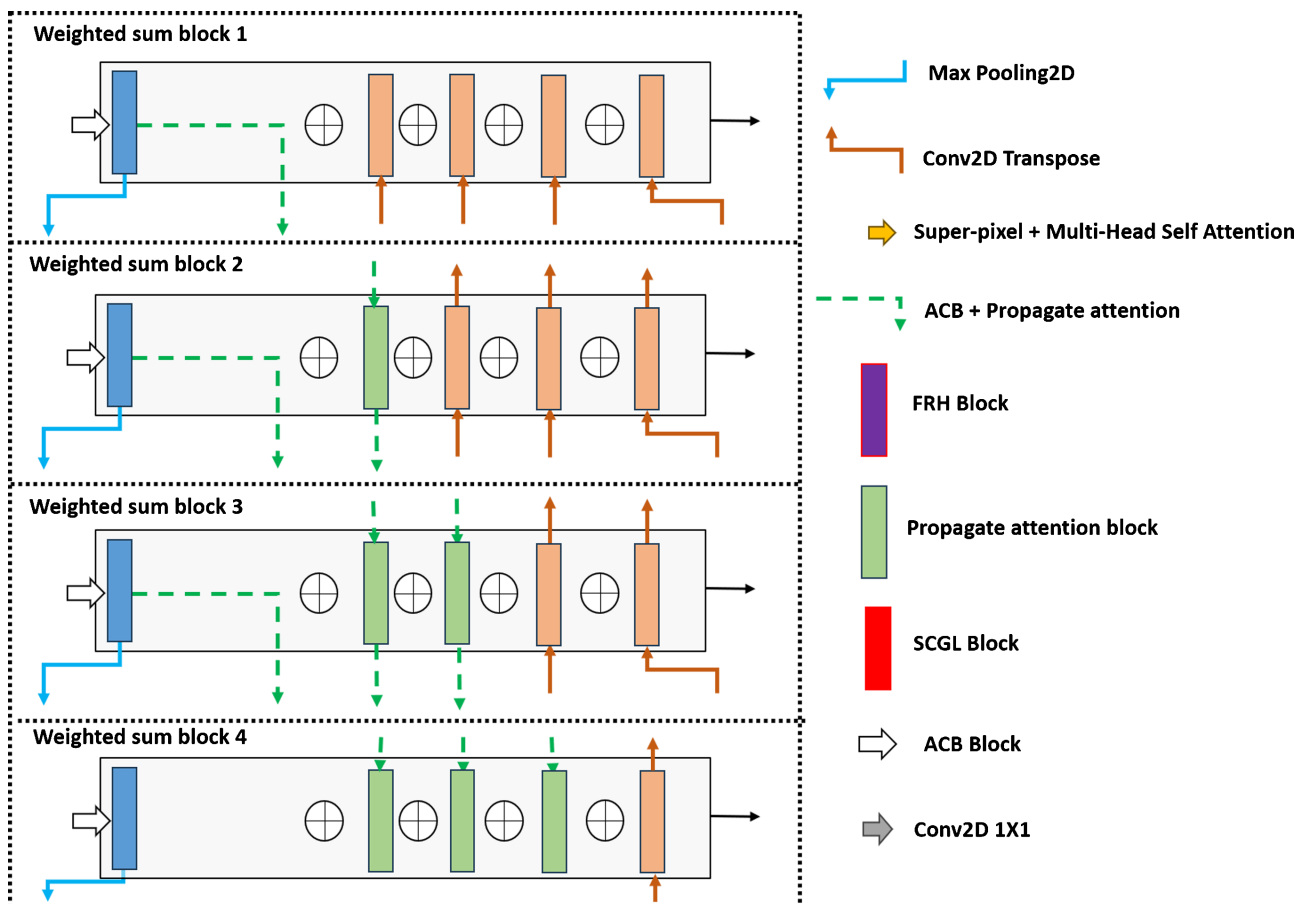 Weighted sum block 1
Weighted sum block 2
Weighted sum block 3
Weighted sum block 4
Max Pooling2D
Conv2D Transpose
Super-pixel + Multi-Head Self Attention
ACB + Propagate attention
FRH Block
Propagate attention block
SCGL Block
ACB Block
Conv2D 1X1